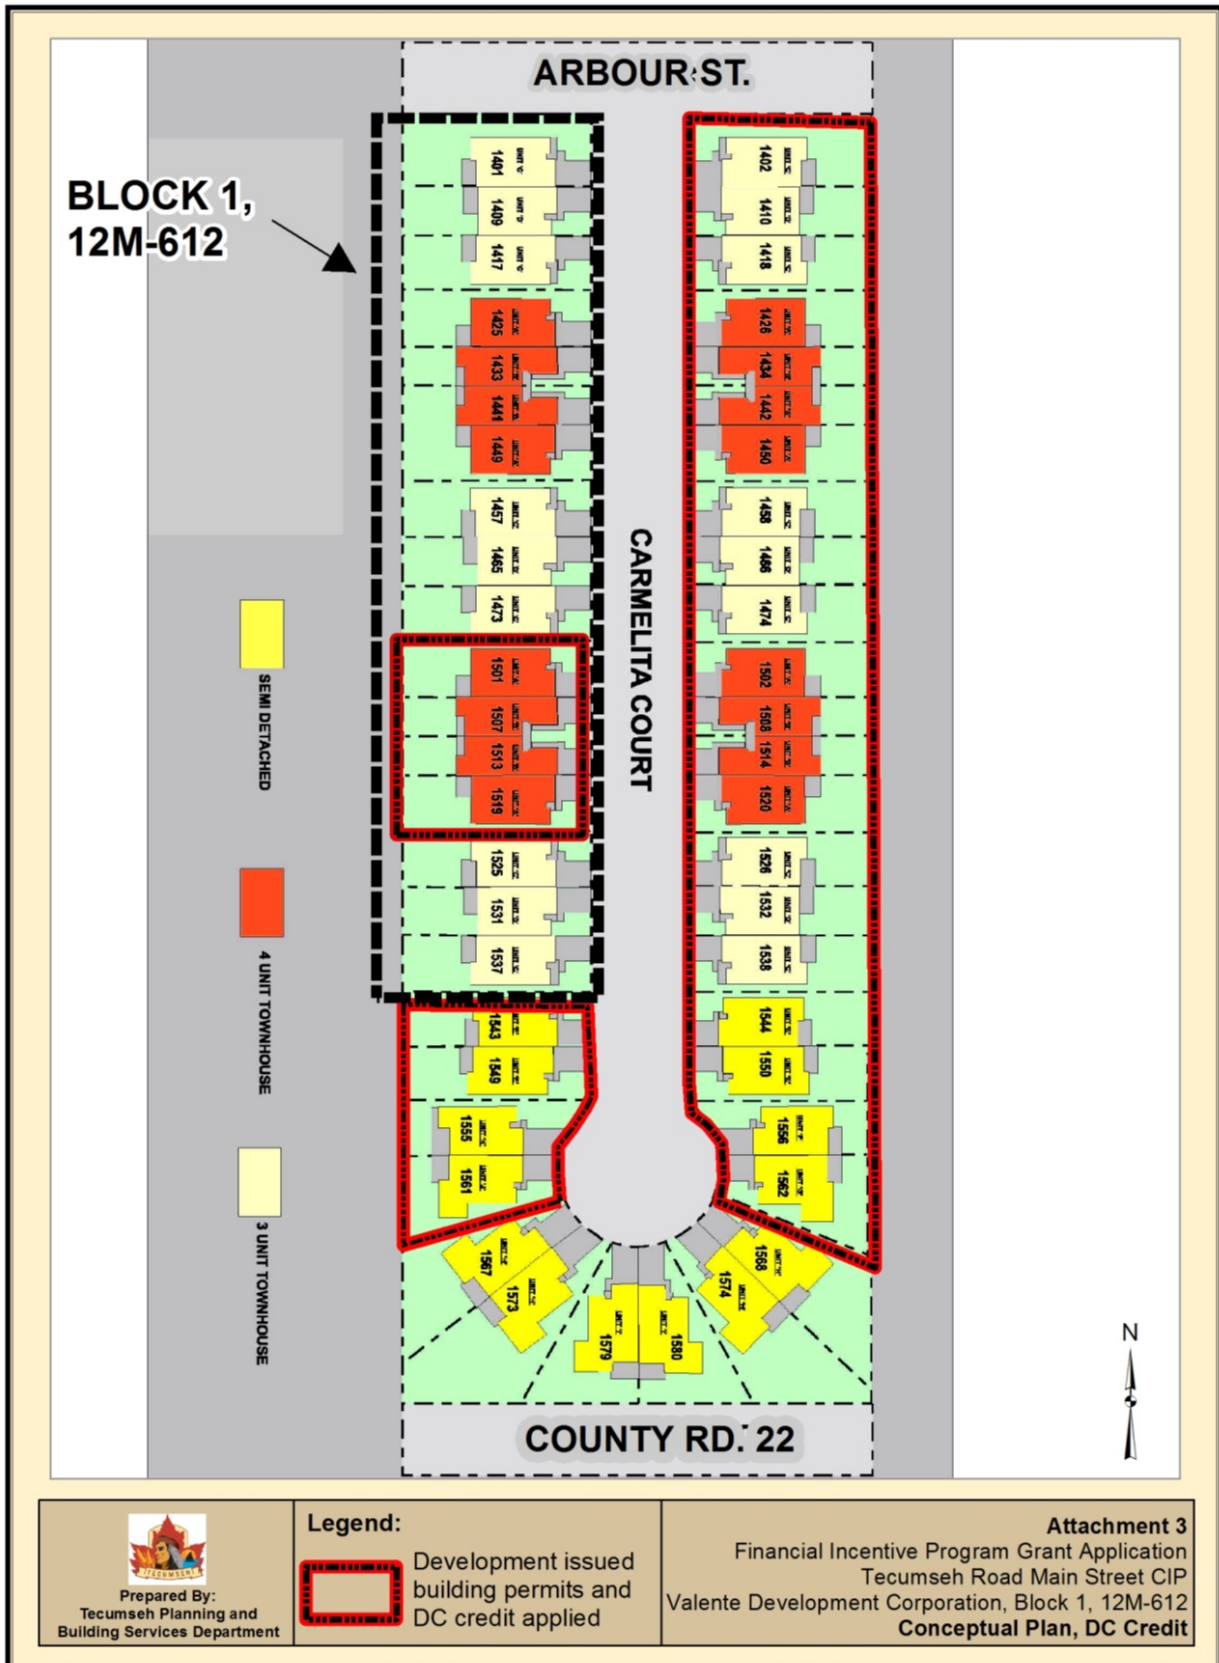 ARBOUR ST.
BLOCK 1,
12M-612
1401
1409
1417
1425
1433
1441
1449
1457
1465
1473
1501
1507
1513
1519
1525
1531
1537
1543
1549
1555
1561
1567
1573
1579
1580
1574
1568
1562
1556
1550
1544
1538
1532
1526
1520
1514
1508
1502
1474
1466
1458
1450
1442
1434
1426
1418
1410
1402
CARMELITA COURT
SEMI DETACHED
4 UNIT TOWNHOUSE
3 UNIT TOWNHOUSE
COUNTY RD. 22
N
TECUMSEH
Prepared By:
Tecumseh Planning and
Building Services Department
Legend:
Development issued
building permits and
DC credit applied
Attachment 3
Financial Incentive Program Grant Application
Tecumseh Road Main Street CIP
Valente Development Corporation, Block 1, 12M-612
Conceptual Plan, DC Credit